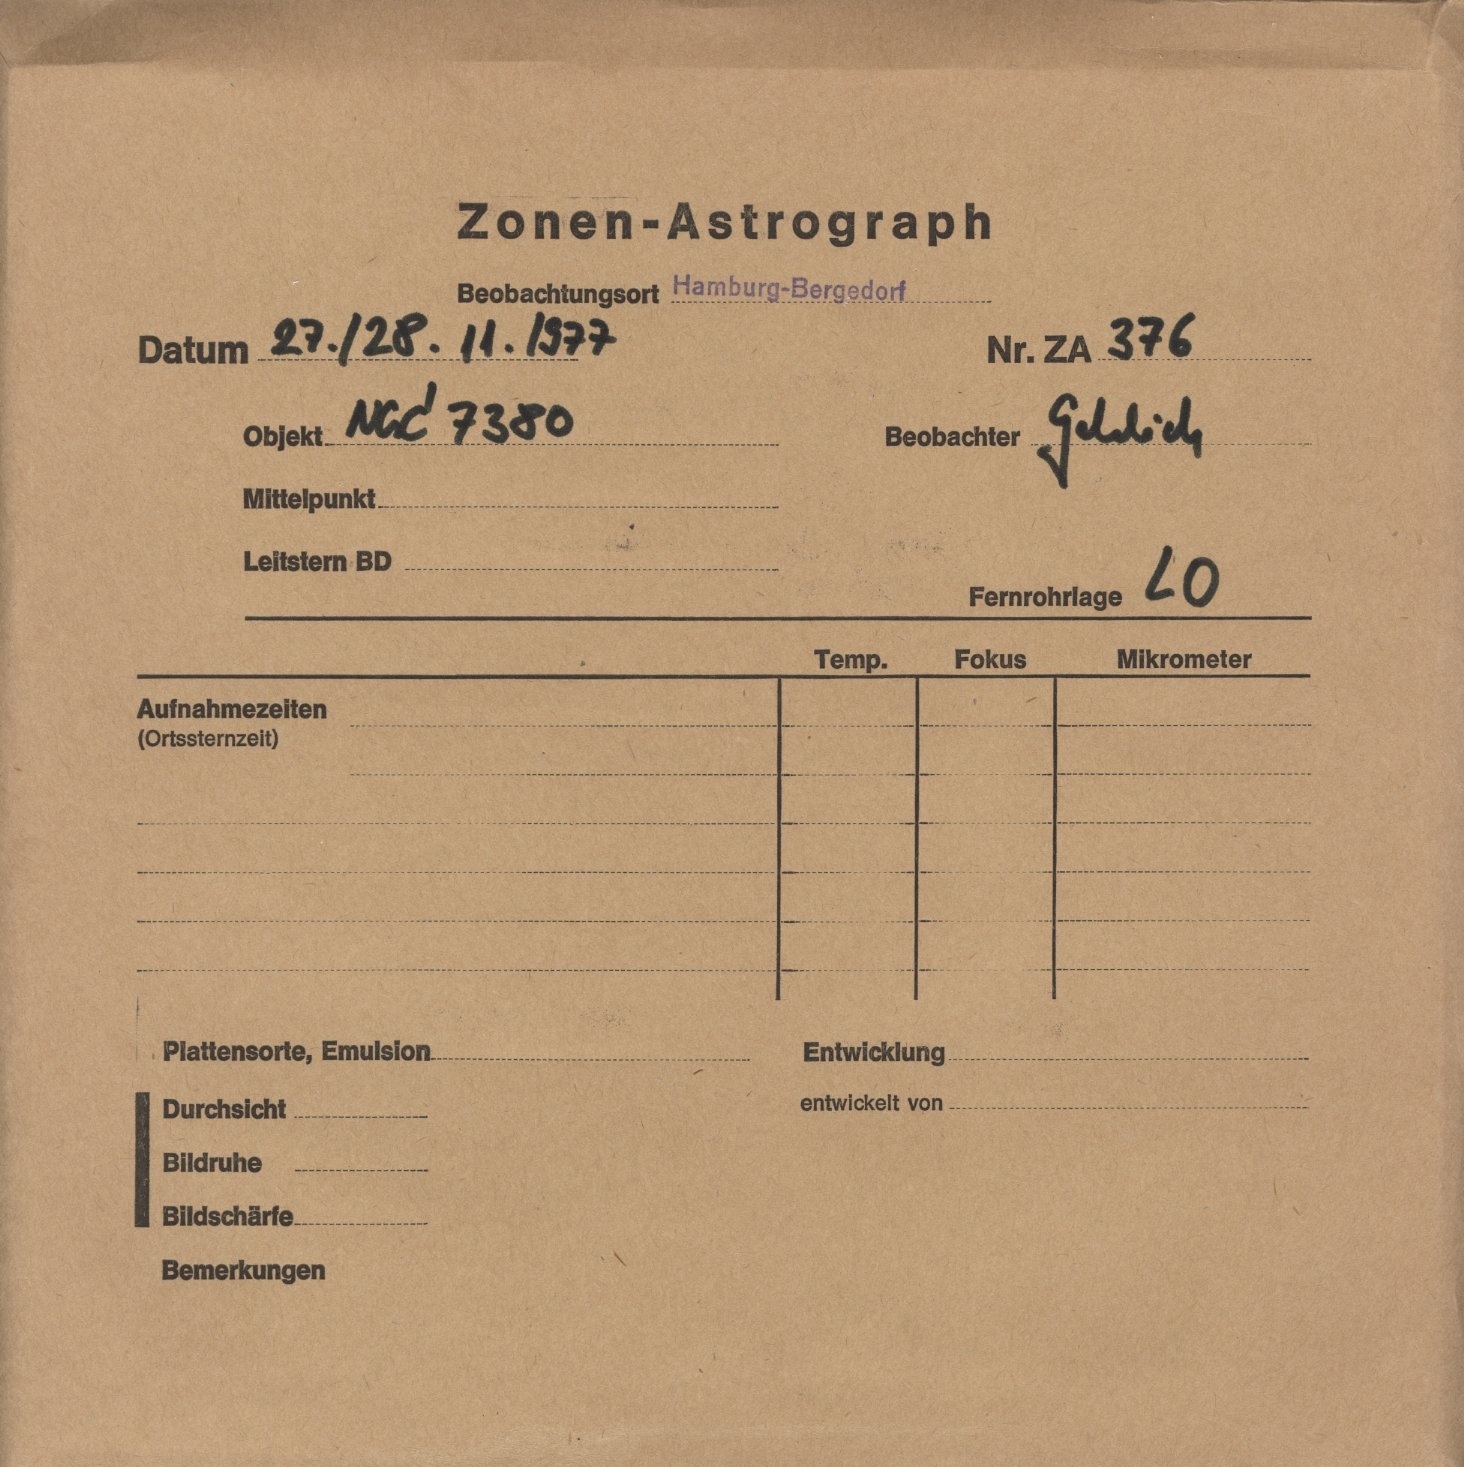 Zonen-Astrograph
Beobachtungsort Hamburg-Bergedorf
Datum 27./28. 11. 1977 Nr. ZA 376
Objekt NGC 7380 Beobachter
Mittelpunkt
Leitstern BD
Fernrohrlage LO
Temp. Fokus Mikrometer
Aufnahmezeiten
(Ortssternzeit)
Plattensorte, Emulsion Entwicklung
Durchsicht entwickelt von
Bildruhe
Bildschärfe
Bemerkungen